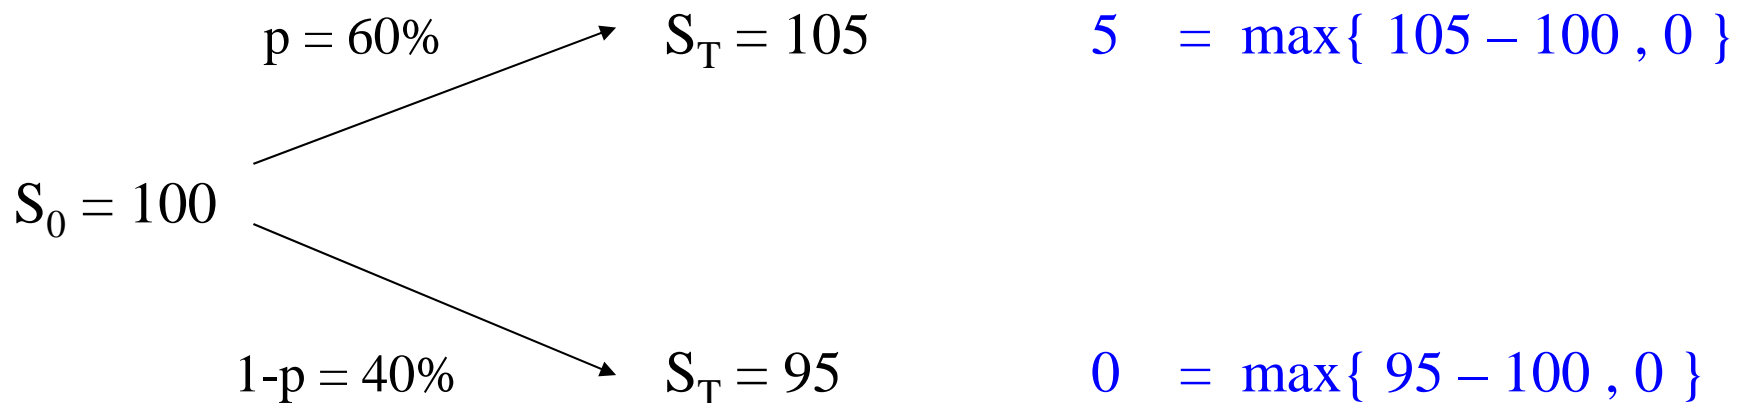 p = 60% S_T = 105 5 = max{ 105 – 100 , 0 }
S_0 = 100
1-p = 40% S_T = 95 0 = max{ 95 – 100 , 0 }